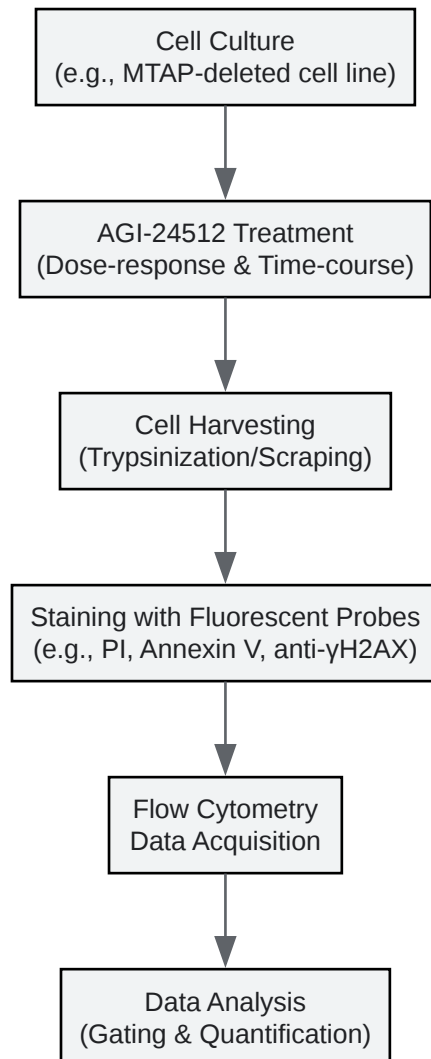 Cell Culture
(e.g., MTAP-deleted cell line)
AGI-24512 Treatment
(Dose-response & Time-course)
Cell Harvesting
(Trypsinization/Scraping)
Staining with Fluorescent Probes
(e.g., PI, Annexin V, anti-γH2AX)
Flow Cytometry
Data Acquisition
Data Analysis
(Gating & Quantification)